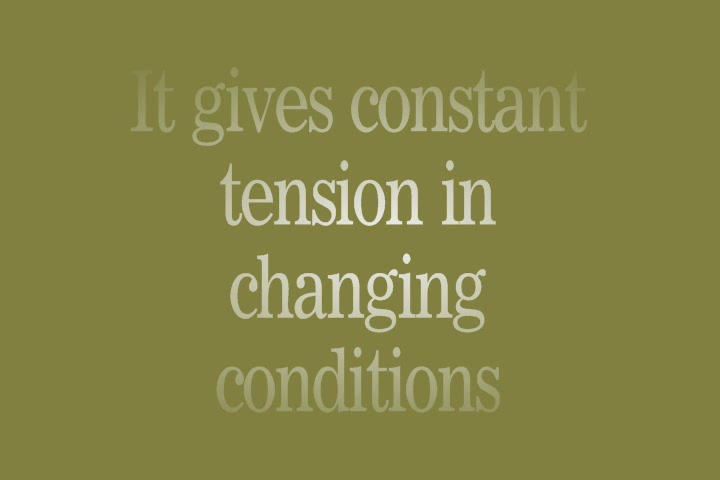 It gives constant
tension in
changing
conditions